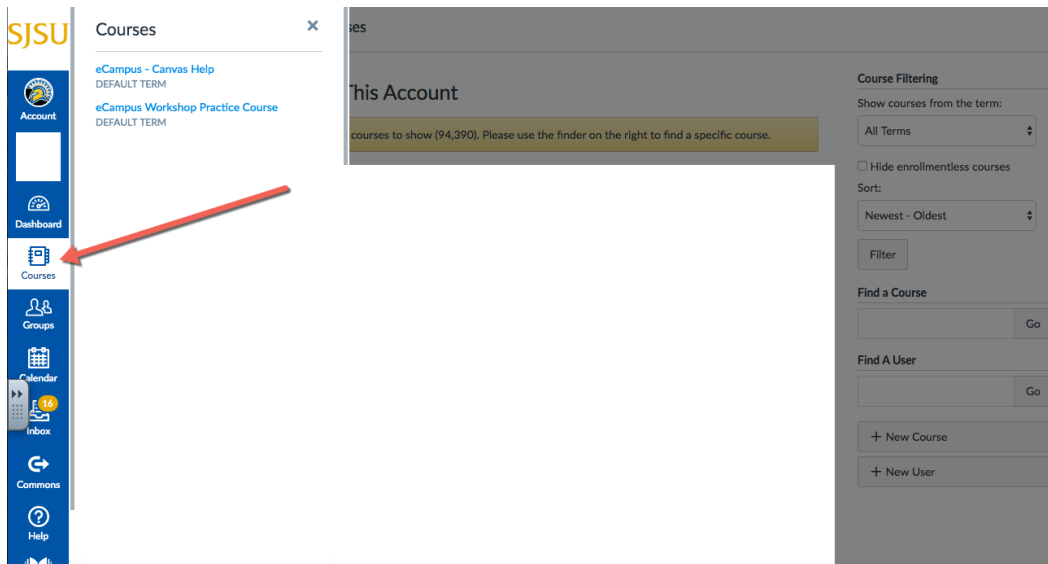 SJSU
Account
Dashboard
Courses
Groups
Calendar
16
Inbox
Commons
Help
Courses
×
eCampus - Canvas Help
DEFAULT TERM
eCampus Workshop Practice Course
DEFAULT TERM
This Account
courses to show (94,390). Please use the finder on the right to find a specific course.
Course Filtering
Show courses from the term:
All Terms
Hide enrollmentless courses
Sort:
Newest - Oldest
Filter
Find a Course
Go
Find A User
Go
+ New Course
+ New User